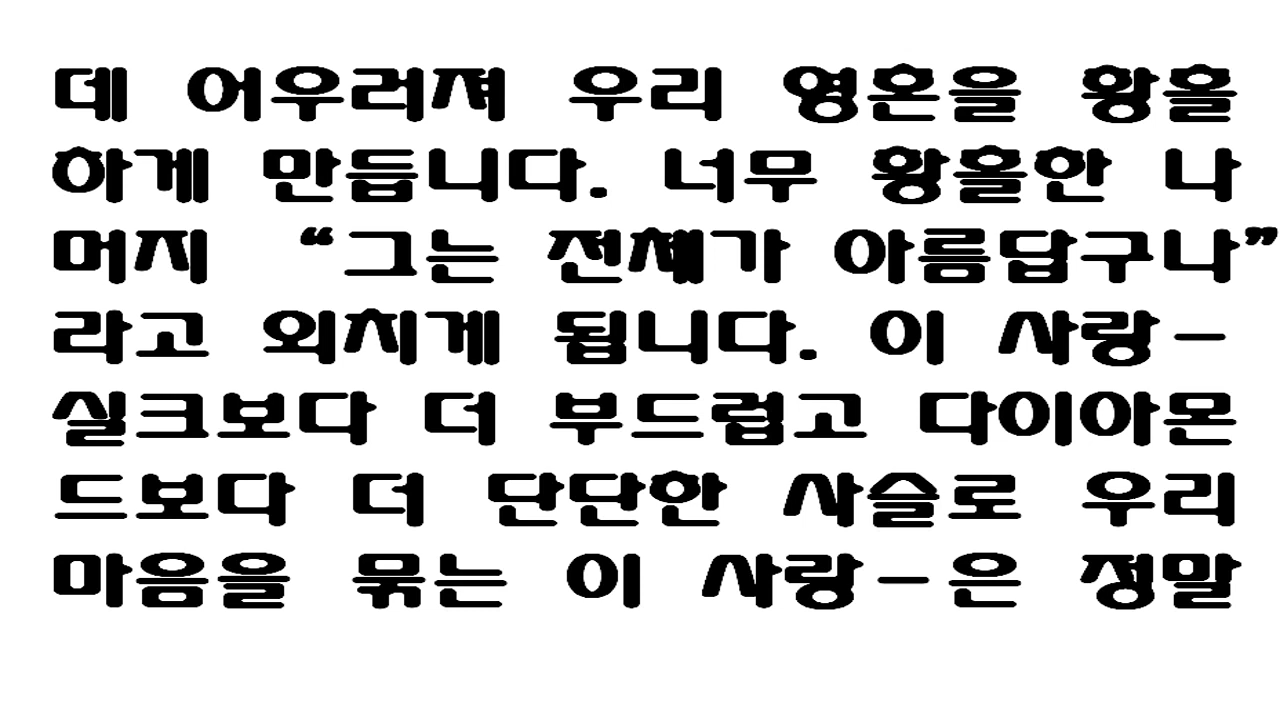 데 어우러져 우리 영혼을 황홀
하게 만듭니다. 너무 황홀한 나
머지 “그는 전체가 아름답구나”
라고 외치게 됩니다. 이 사랑-
실크보다 더 부드럽고 다이아몬
드보다 더 단단한 사슬로 우리
마음을 묶는 이 사랑-은 정말